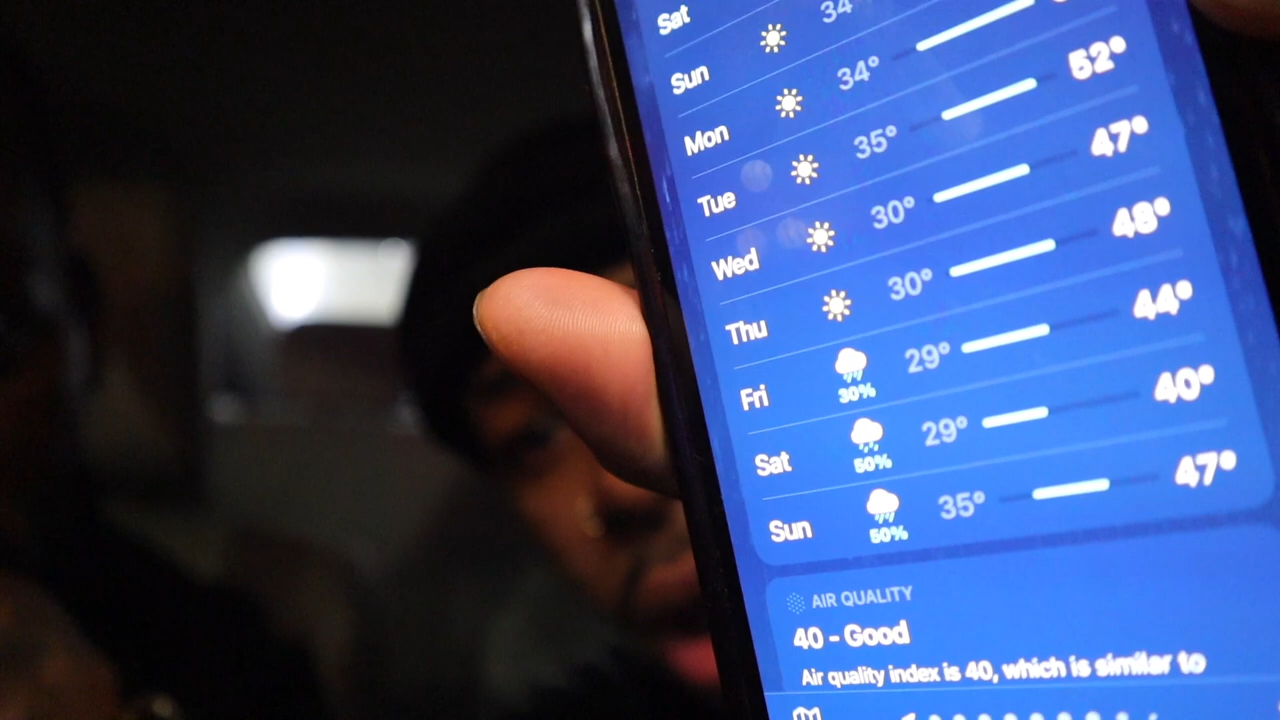 Sat
Sun 34°
Mon 34°
Tue 35° 52°
Wed 30° 47°
Thu 30° 48°
Fri 30% 29° 44°
Sat 50% 29° 40°
Sun 50% 35° 47°
AIR QUALITY
40 - Good
Air quality index is 40, which is similar to